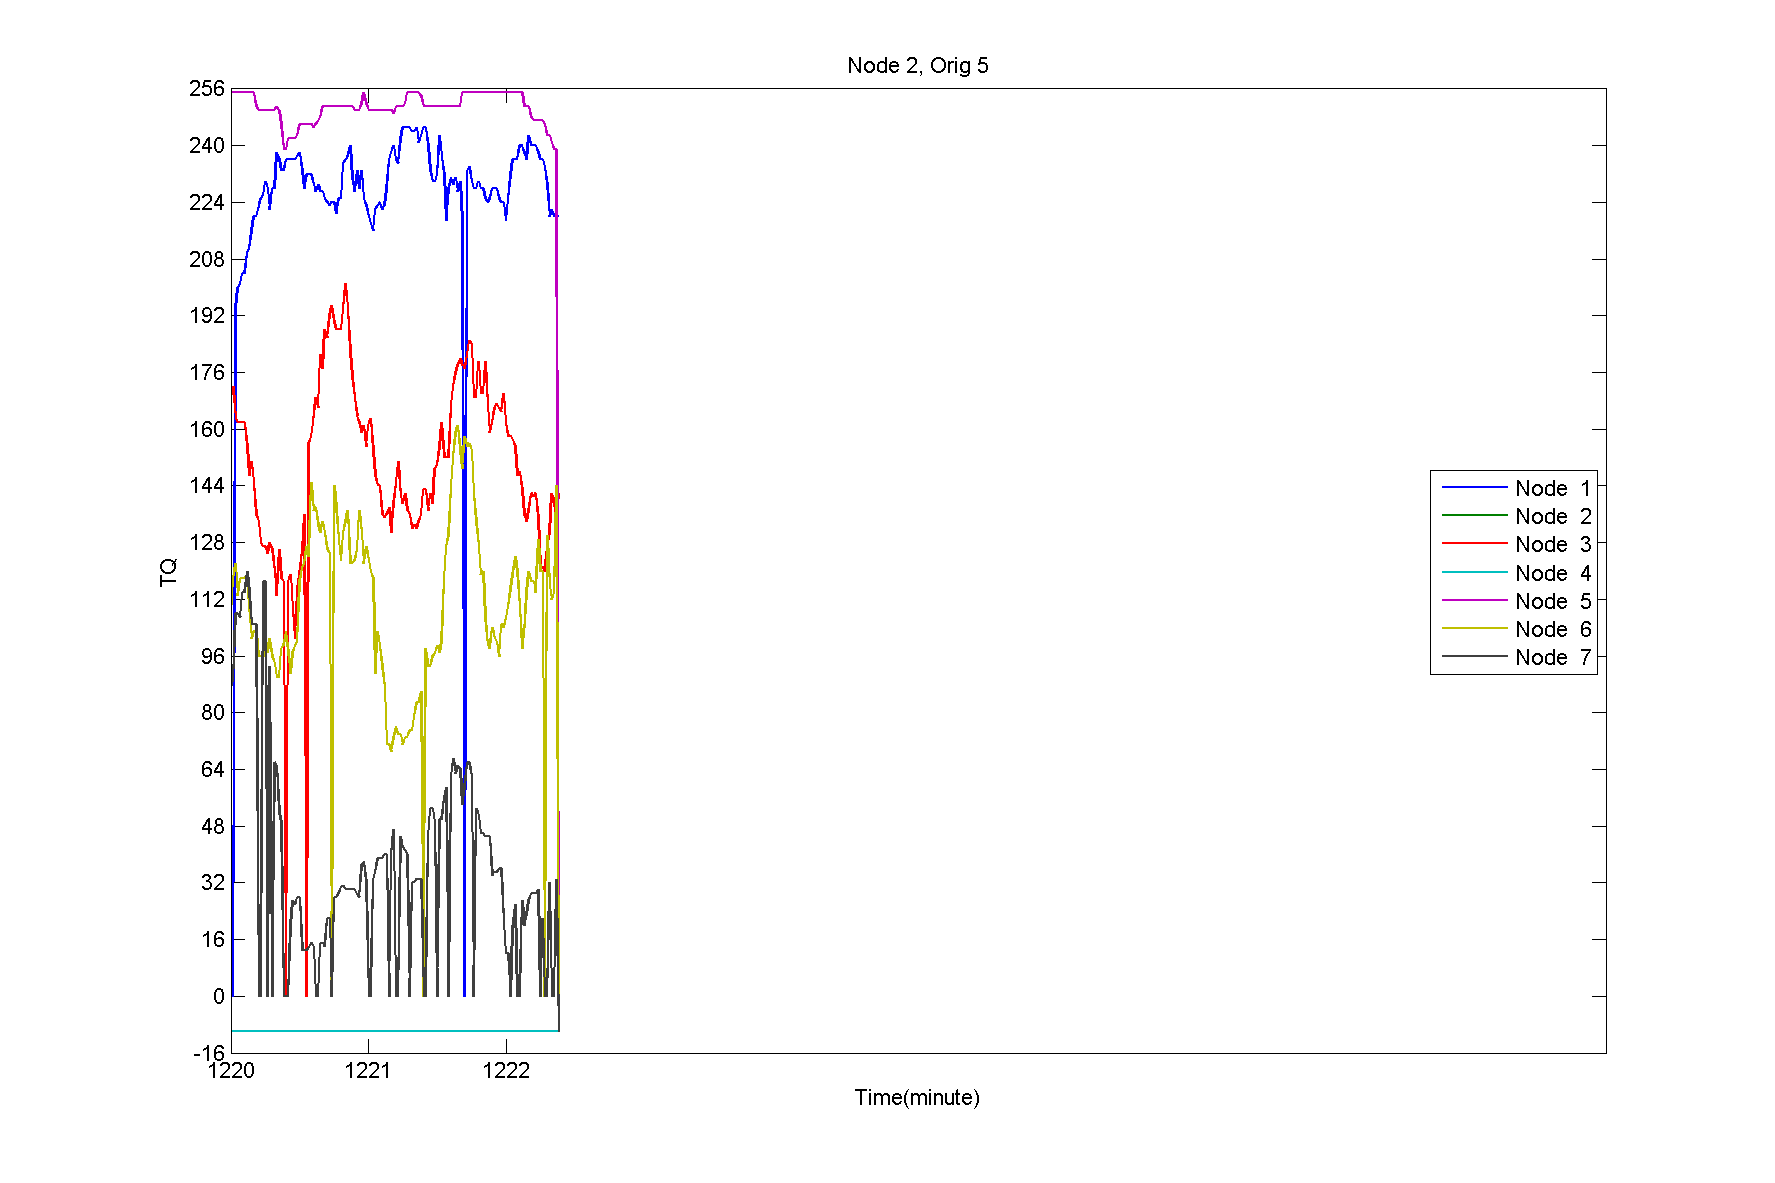 Node 2, Orig 5
256
240
224
208
192
176
160
144
128
112
96
80
64
48
32
16
0
-16
TQ
1220 1221 1222
Time(minute)
Node 1
Node 2
Node 3
Node 4
Node 5
Node 6
Node 7